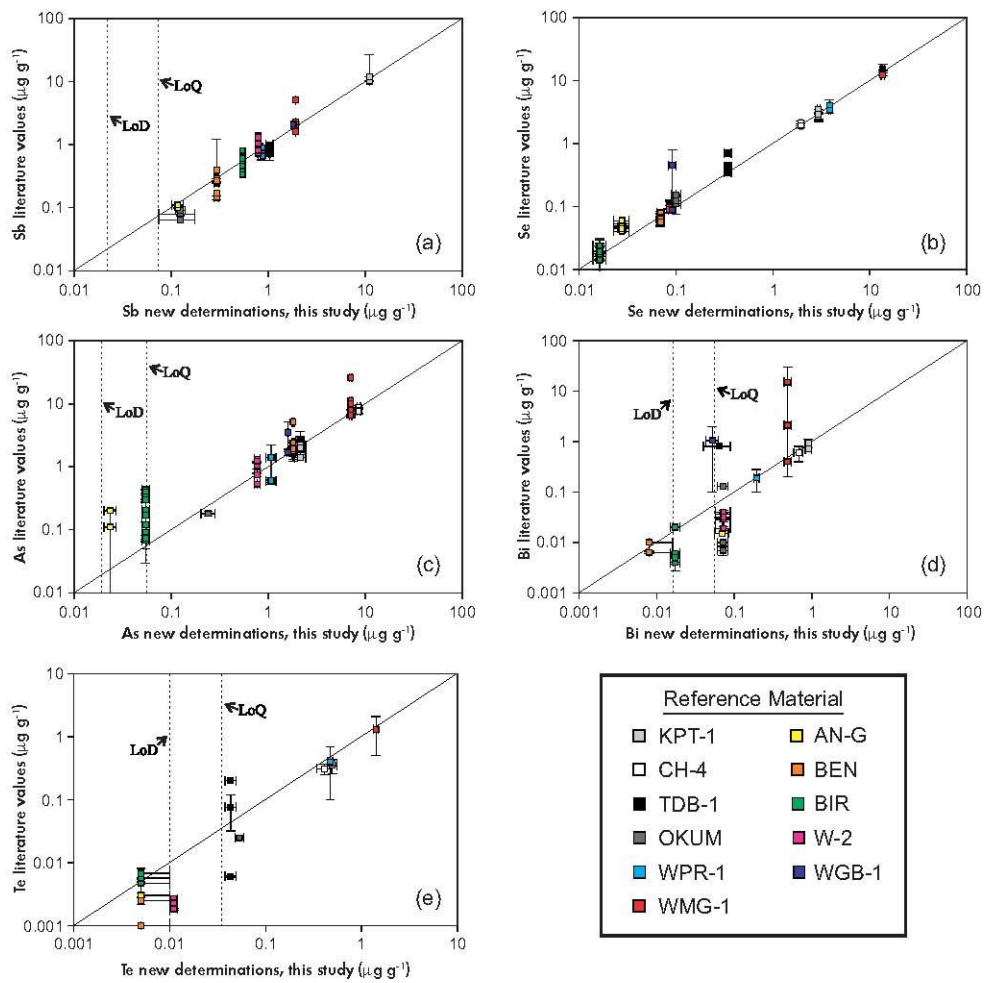 100
10
1
0.1
0.01
Sb literature values (µg g⁻¹)
LoD
LoQ
(a)
0.01 0.1 1 10 100
Sb new determinations, this study (µg g⁻¹)
100
10
1
0.1
0.01
Se literature values (µg g⁻¹)
(b)
0.01 0.1 1 10 100
Se new determinations, this study (µg g⁻¹)
100
10
1
0.1
0.01
As literature values (µg g⁻¹)
LoD
LoQ
(c)
0.01 0.1 1 10 100
As new determinations, this study (µg g⁻¹)
100
10
1
0.1
0.01
0.001
Bi literature values (µg g⁻¹)
LoD
LoQ
(d)
0.001 0.01 0.1 1 10 100
Bi new determinations, this study (µg g⁻¹)
10
1
0.1
0.01
0.001
Te literature values (µg g⁻¹)
LoD
LoQ
(e)
0.001 0.01 0.1 1 10
Te new determinations, this study (µg g⁻¹)
Reference Material
KPT-1 AN-G
CH-4 BEN
TDB-1 BIR
OKUM W-2
WPR-1 WGB-1
WMG-1